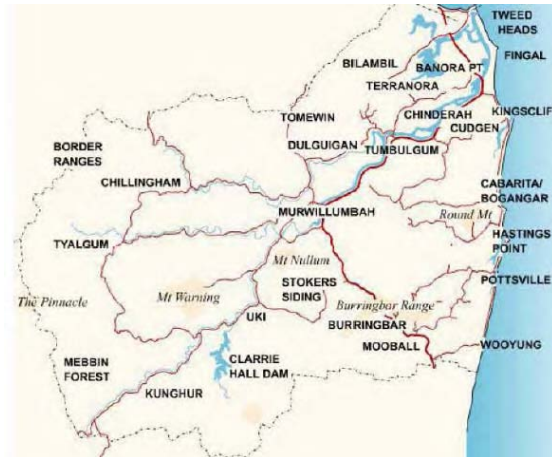 TWEED
HEADS
BILAMBIL
BANORA PT
FINGAL
TERRANORA
TOMEWIN
CHINDERAH
KINGSCLIF
CUDGEN
BORDER
RANGES
DULGUIGAN
TUMBULGUM
CHILLINGHAM
CABARITA/
BOGANGAR
MURWILLUMBAH
Round Mt
TYALGUM
HASTINGS
POINT
Mt Nullum
STOKERS
SIDING
POTTSVILLE
The Pinnacle
Mt Warning
Burringbar Range
UKI
BURRINGBAR
MOOBALL
WOOYUNG
MEBBIN
FOREST
CLARRIE
HALL DAM
KUNGHUR